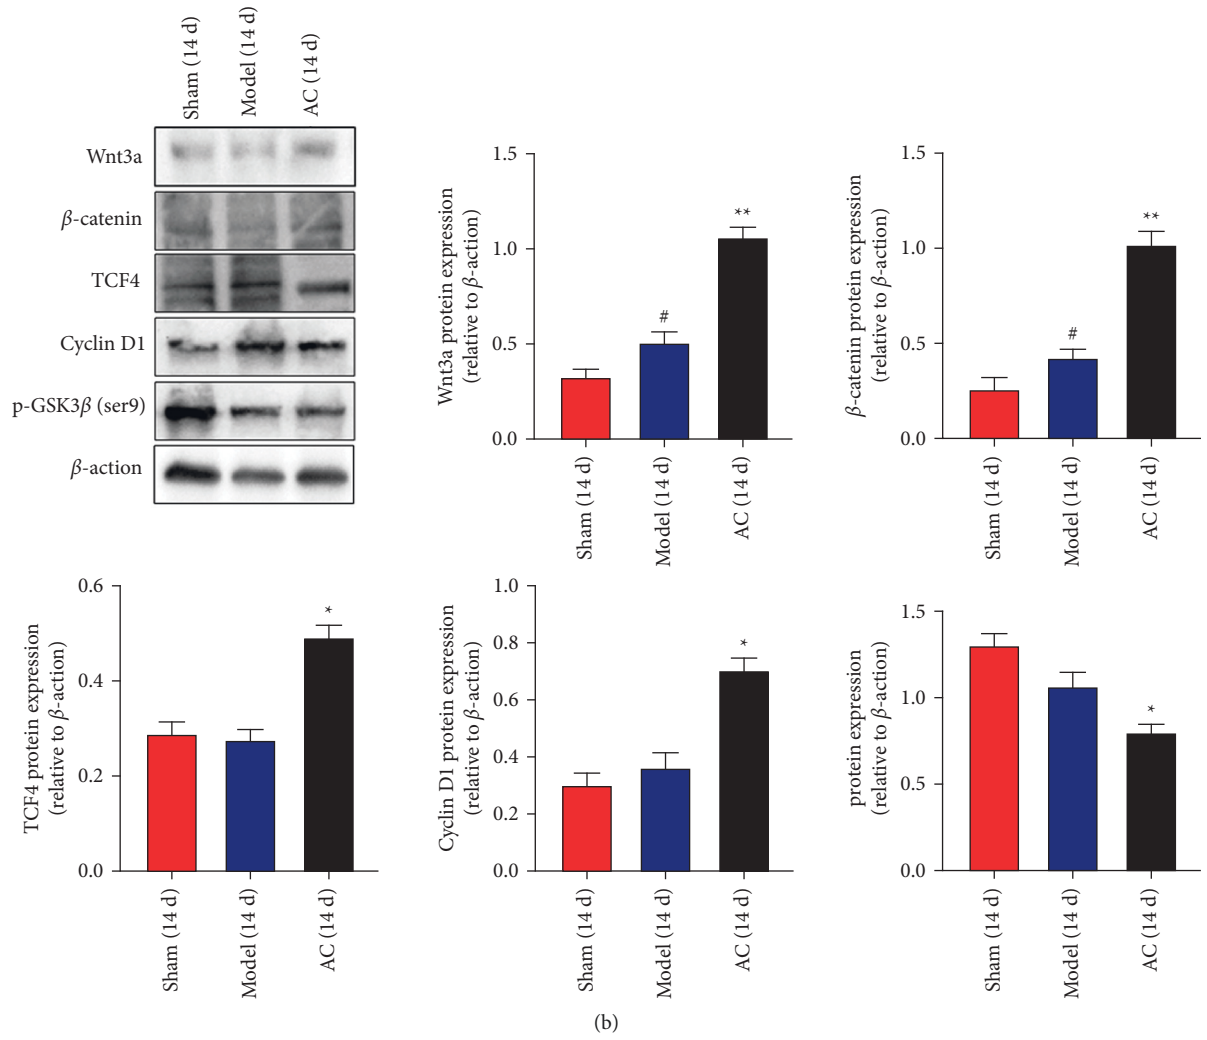 Sham (14 d)
Model (14 d)
AC (14 d)
Wnt3a
β-catenin
TCF4
Cyclin D1
p-GSK3β (ser9)
β-action
Wnt3a protein expression
(relative to β-action)
1.5
1.0
0.5
0.0
#
**
Sham (14 d)
Model (14 d)
AC (14 d)
β-catenin protein expression
(relative to β-action)
1.5
1.0
0.5
0.0
#
**
Sham (14 d)
Model (14 d)
AC (14 d)
TCF4 protein expression
(relative to β-action)
0.6
0.4
0.2
0.0
*
Sham (14 d)
Model (14 d)
AC (14 d)
Cyclin D1 protein expression
(relative to β-action)
1.0
0.8
0.6
0.4
0.2
0.0
*
Sham (14 d)
Model (14 d)
AC (14 d)
protein expression
(relative to β-action)
1.5
1.0
0.5
0.0
*
Sham (14 d)
Model (14 d)
AC (14 d)
(b)